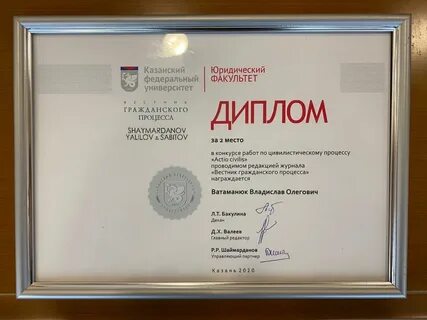 Казанский
федеральный
университет
Юридический
ФАКУЛЬТЕТ
ВЕСТНИК
ГРАЖДАНСКОГО
ПРОЦЕССА
SHAYMARDANOV
YALILOV & SABITOV
ДИПЛОМ
за 2 место
в конкурсе работ по цивилистическому процессу
«Actio civilis»
проводимом редакцией журнала
«Вестник гражданского процесса»
награждается
Ватаманюк Владислав Олегович
Л.Т. Бакулина
Декан
Д.Х. Валеев
Главный редактор
Р.Р. Шаймарданов
Управляющий партнер
Казань 2020